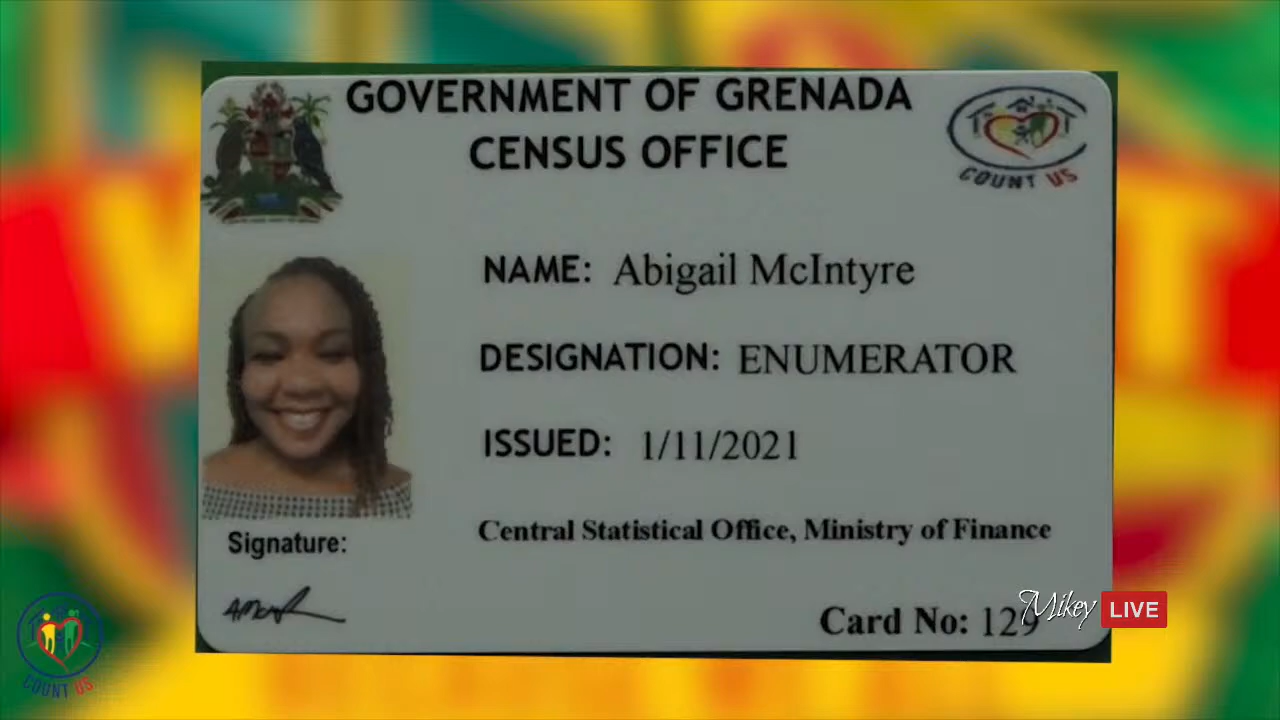 GOVERNMENT OF GRENADA
CENSUS OFFICE
COUNT US
NAME: Abigail McIntyre
DESIGNATION: ENUMERATOR
ISSUED: 1/11/2021
Central Statistical Office, Ministry of Finance
Signature:
Card No: 129
Mikey LIVE
COUNT US